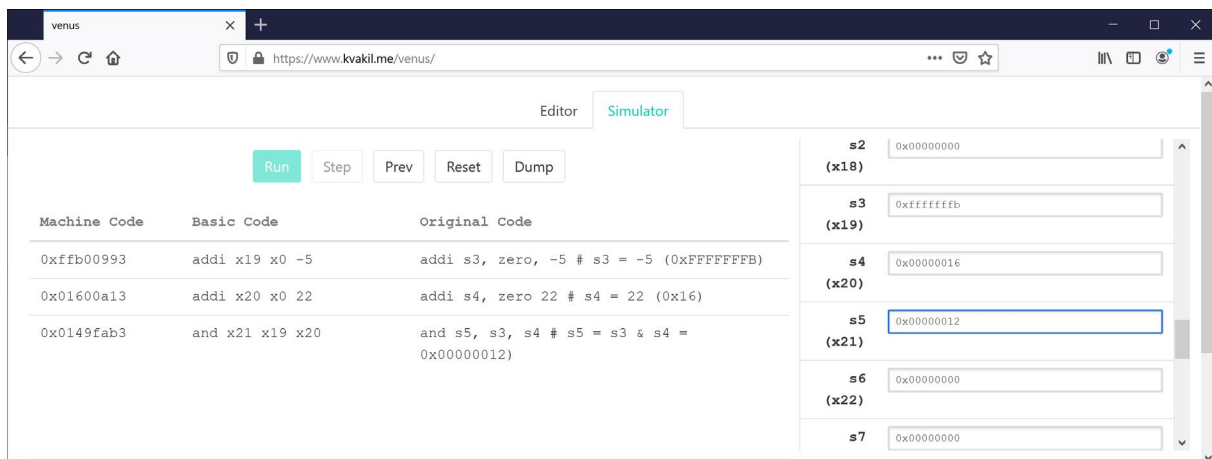 venus
https://www.kvakil.me/venus/
Editor Simulator
Run Step Prev Reset Dump
Machine Code Basic Code Original Code
0xffb00993 addi x19 x0 -5 addi s3, zero, -5 # s3 = -5 (0xFFFFFFFB)
0x01600a13 addi x20 x0 22 addi s4, zero 22 # s4 = 22 (0x16)
0x0149fab3 and x21 x19 x20 and s5, s3, s4 # s5 = s3 & s4 =
0x00000012)
s2 0x00000000
(x18)
s3 0xfffffffb
(x19)
s4 0x00000016
(x20)
s5 0x00000012
(x21)
s6 0x00000000
(x22)
s7 0x00000000